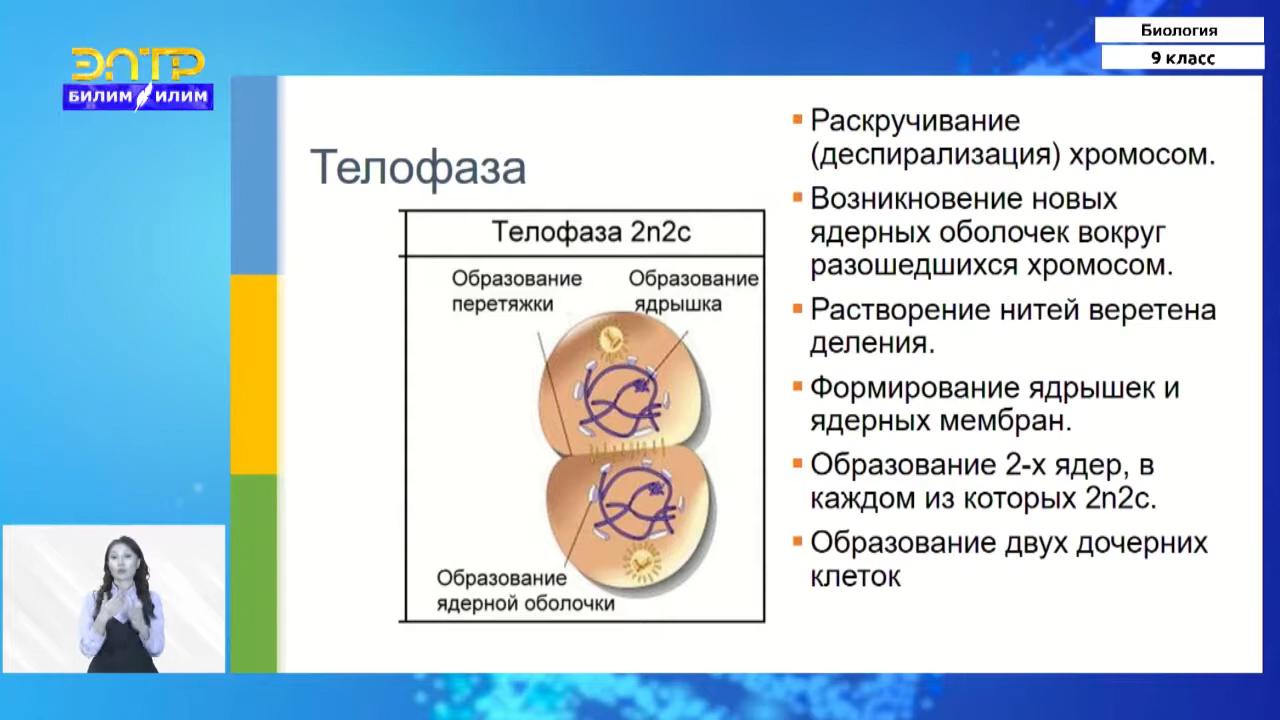 Биология
9 класс
ЭЛТР
БИЛИМ ИЛИМ
Телофаза
Телофаза 2n2c
Образование
перетяжки
Образование
ядрышка
Образование
ядерной оболочки
Раскручивание
(деспирализация) хромосом.
Возникновение новых
ядерных оболочек вокруг
разошедшихся хромосом.
Растворение нитей веретена
деления.
Формирование ядрышек и
ядерных мембран.
Образование 2-х ядер, в
каждом из которых 2n2c.
Образование двух дочерних
клеток